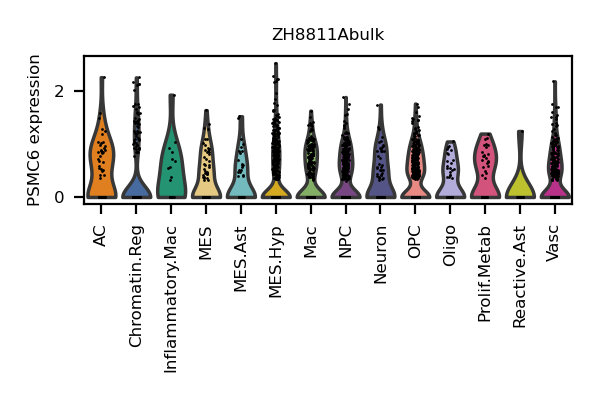 ZH8811Abulk
PSMC6 expression
2
0
AC
Chromatin.Reg
Inflammatory.Mac
MES
MES.Ast
MES.Hyp
Mac
NPC
Neuron
OPC
Oligo
Prolif.Metab
Reactive.Ast
Vasc